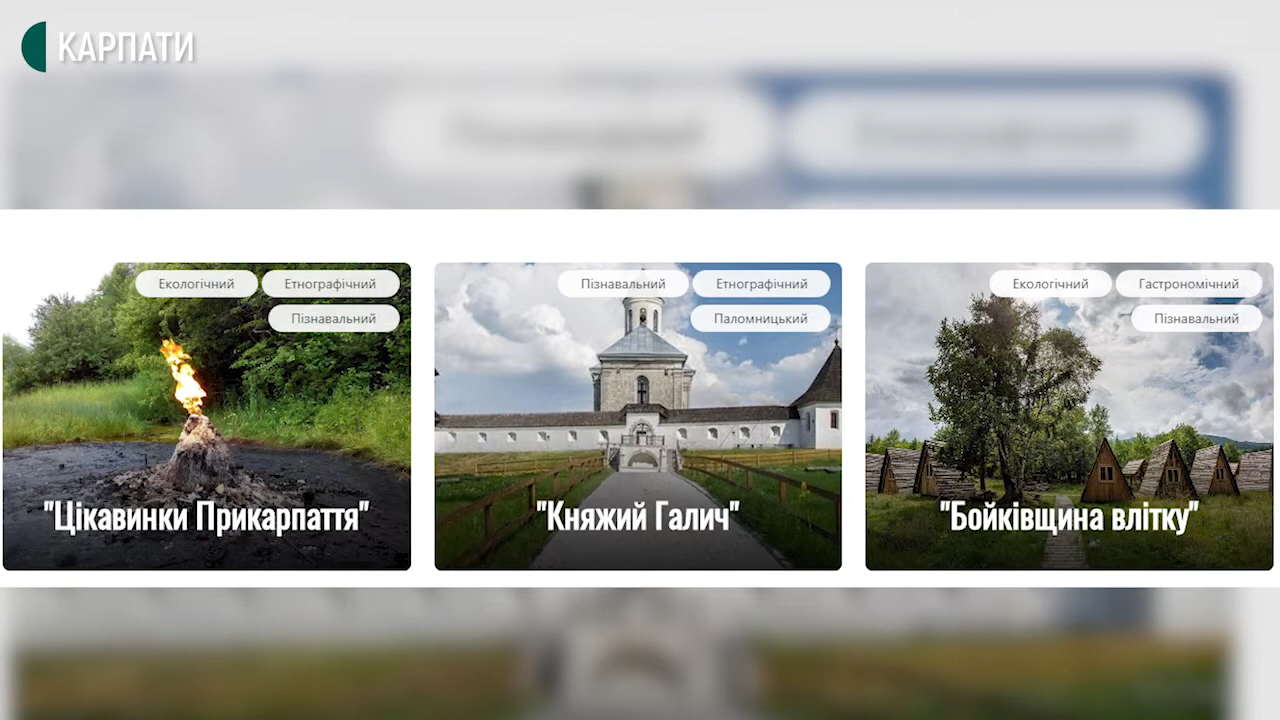 КАРПАТИ
Екологічний Етнографічний
Пізнавальний
"Цікавинки Прикарпаття"
Пізнавальний Етнографічний
Паломницький
"Княжий Галич"
Екологічний Гастрономічний
Пізнавальний
"Бойківщина влітку"